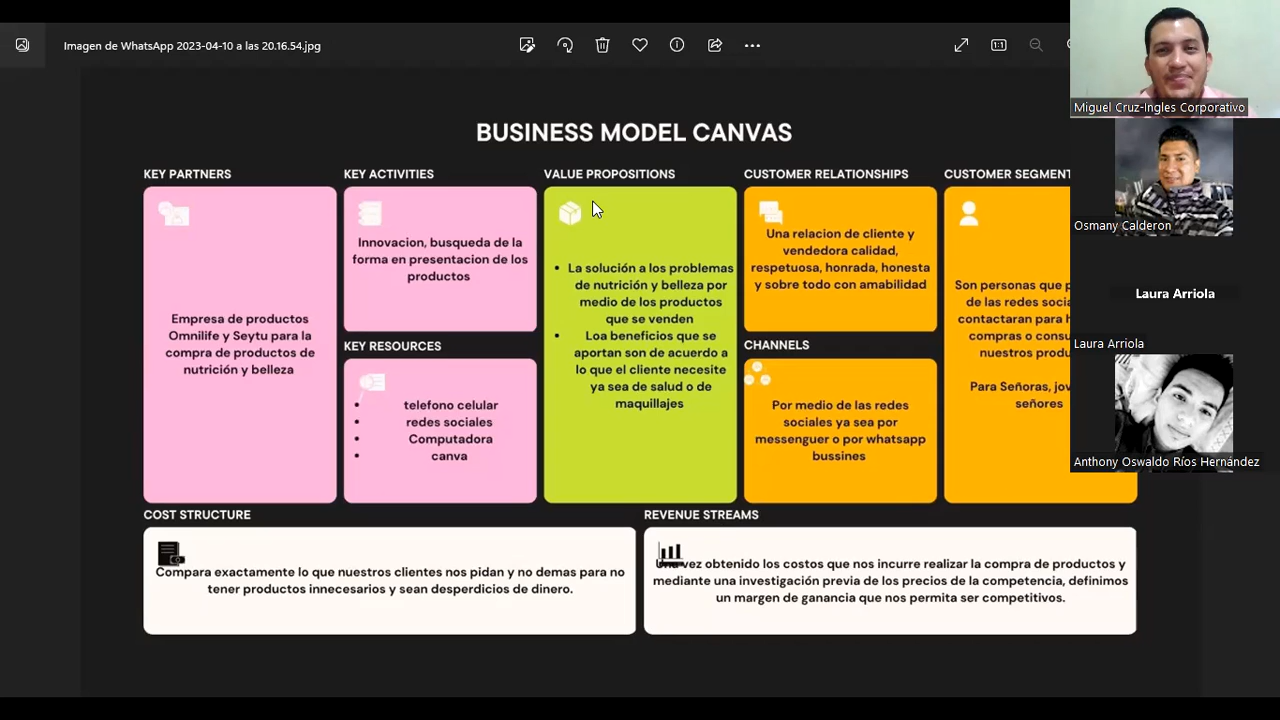 Imagen de WhatsApp 2023-04-10 a las 20.16.54.jpg
1:1
Miguel Cruz-Ingles Corporativo
Osmany Calderon
Laura Arriola
Laura Arriola
Anthony Oswaldo Ríos Hernández
BUSINESS MODEL CANVAS
KEY PARTNERS
Empresa de productos
Omnilife y Seytu para la
compra de productos de
nutrición y belleza
KEY ACTIVITIES
Innovacion, busqueda de la
forma en presentacion de los
productos
KEY RESOURCES
telefono celular
redes sociales
Computadora
canva
VALUE PROPOSITIONS
La solución a los problemas
de nutrición y belleza por
medio de los productos
que se venden
Loa beneficios que se
aportan son de acuerdo a
lo que el cliente necesite
ya sea de salud o de
maquillajes
CUSTOMER RELATIONSHIPS
Una relacion de cliente y
vendedora calidad,
respetuosa, honrada, honesta
y sobre todo con amabilidad
CHANNELS
Por medio de las redes
sociales ya sea por
messenguer o por whatsapp
bussines
CUSTOMER SEGMENT
Son personas que
de las redes
contactaran para
compras o
nuestros
Para Señoras,
señores
COST STRUCTURE
Compara exactamente lo que nuestros clientes nos pidan y no demas para no
tener productos innecesarios y sean desperdicios de dinero.
REVENUE STREAMS
Una vez obtenido los costos que nos incurre realizar la compra de productos y
mediante una investigación previa de los precios de la competencia, definimos
un margen de ganancia que nos permita ser competitivos.